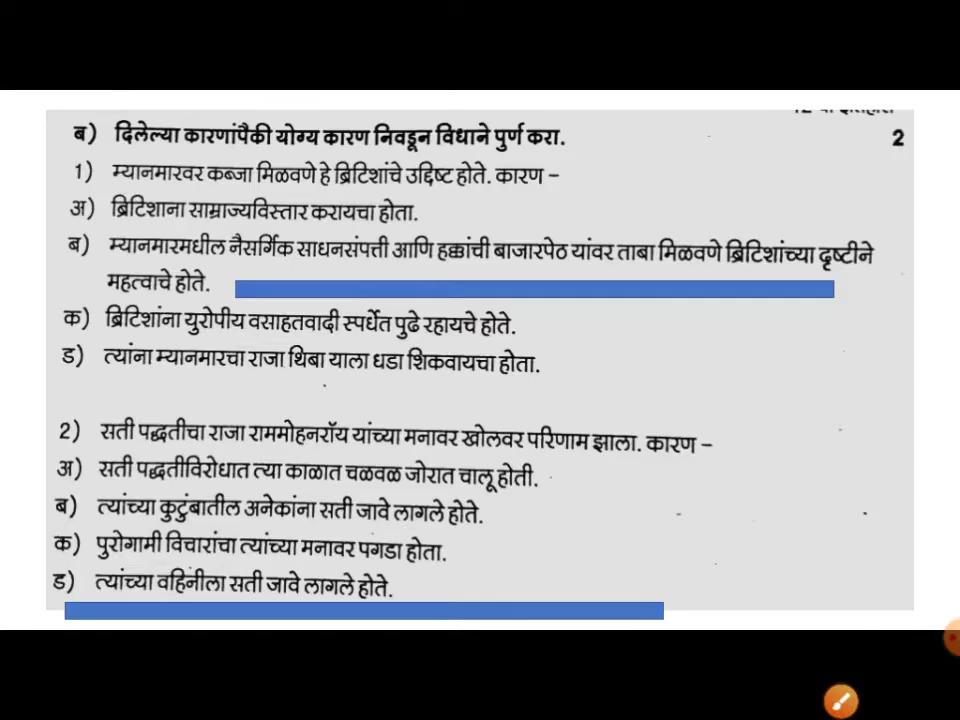 ब) दिलेल्या कारणांपैकी योग्य कारण निवडून विधाने पुर्ण करा. 2
1) म्यानमारवर कब्जा मिळवणे हे ब्रिटिशांचे उद्दिष्ट होते. कारण –
अ) ब्रिटिशाना साम्राज्यविस्तार करायचा होता.
ब) म्यानमारमधील नैसर्गिक साधनसंपत्ती आणि हक्कांची बाजारपेठ यांवर ताबा मिळवणे ब्रिटिशांच्या दृष्टीने
महत्वाचे होते.
क) ब्रिटिशांना युरोपीय वसाहतवादी स्पर्धेत पुढे रहायचे होते.
ड) त्यांना म्यानमारचा राजा थिबा याला धडा शिकवायचा होता.
2) सती पद्धतीचा राजा राममोहनरॉय यांच्या मनावर खोलवर परिणाम झाला. कारण –
अ) सती पद्धतीविरोधात त्या काळात चळवळ जोरात चालू होती.
ब) त्यांच्या कुटुंबातील अनेकांना सती जावे लागले होते.
क) पुरोगामी विचारांचा त्यांच्या मनावर पगडा होता.
ड) त्यांच्या वहिनीला सती जावे लागले होते.